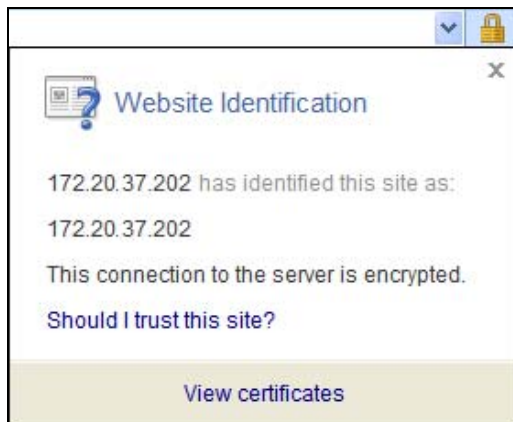 Website Identification
172.20.37.202 has identified this site as:
172.20.37.202
This connection to the server is encrypted.
Should I trust this site?
View certificates